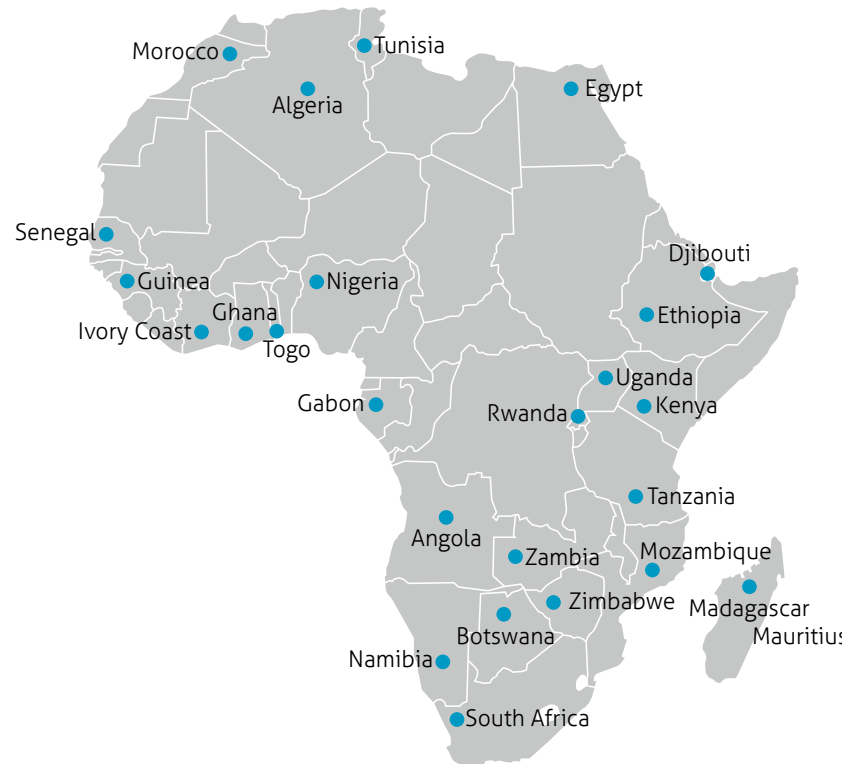 Morocco
Tunisia
Algeria
Egypt
Senegal
Djibouti
Guinea
Nigeria
Ghana
Ethiopia
Ivory Coast
Togo
Uganda
Gabon
Kenya
Rwanda
Tanzania
Angola
Mozambique
Zambia
Zimbabwe
Madagascar
Botswana
Mauritius
Namibia
South Africa